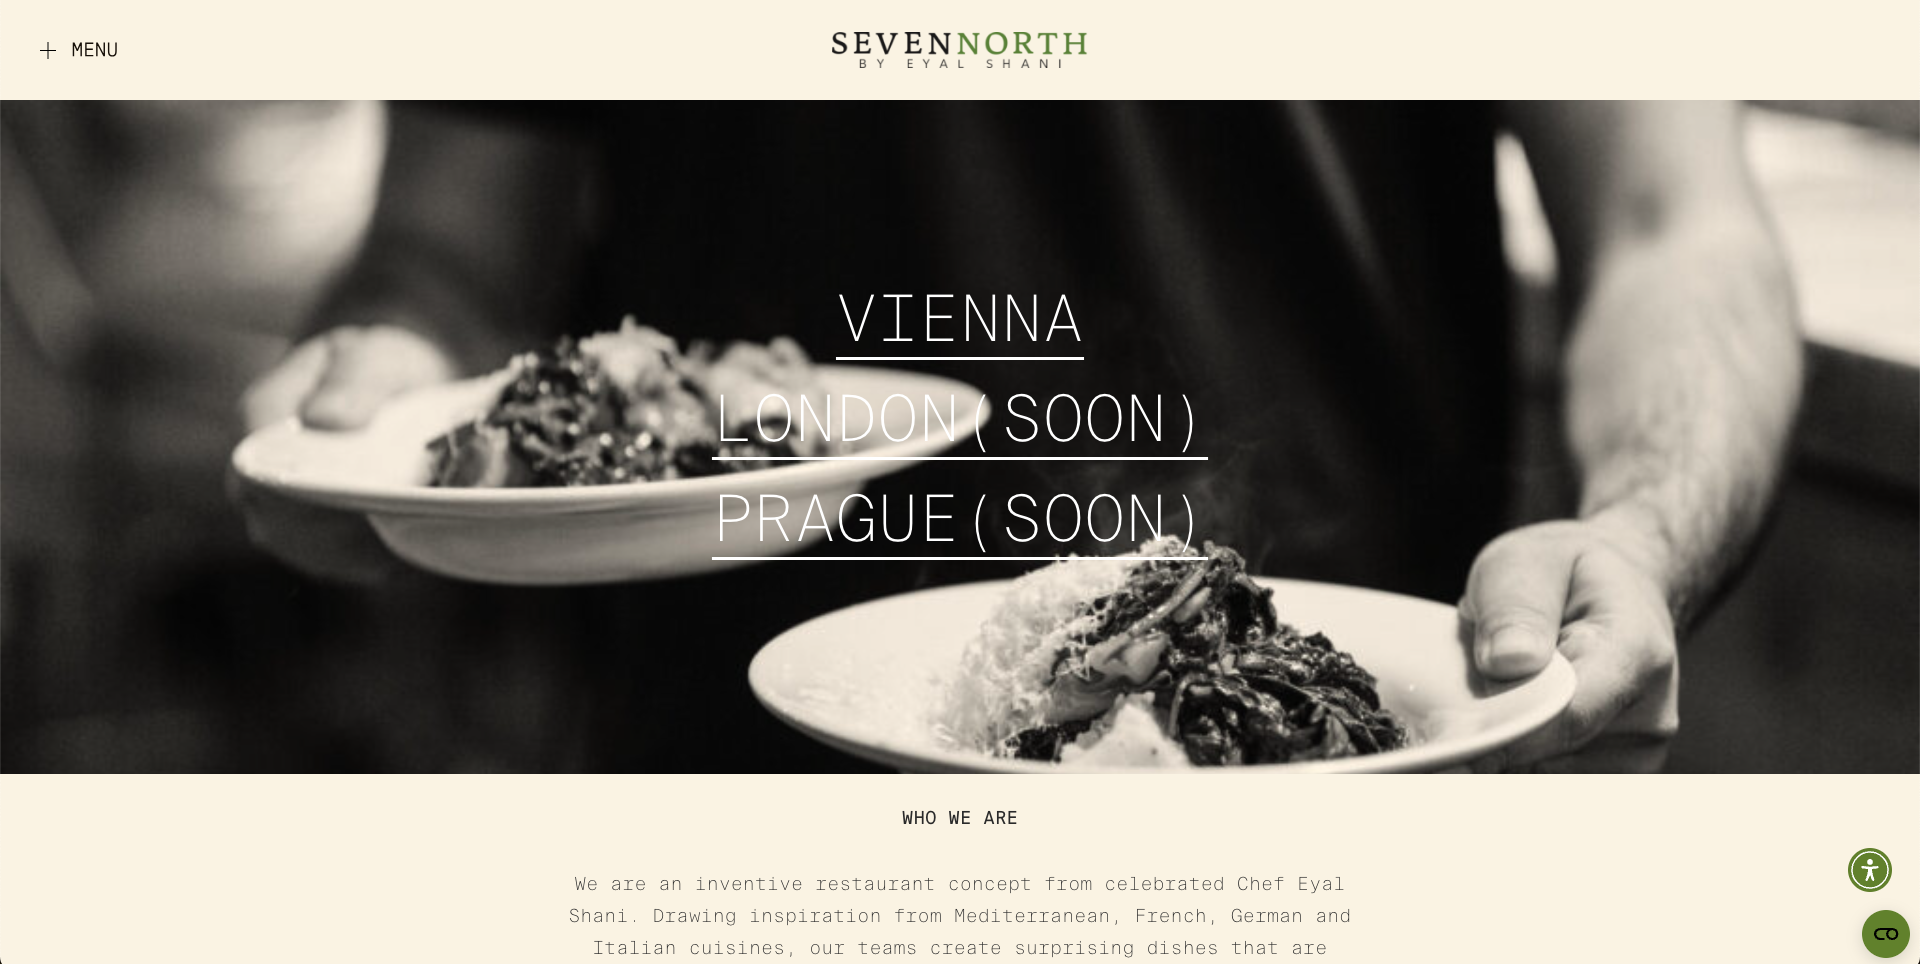 MENU
SEVENNORTH
BY EYAL SHANI
VIENNA
LONDON(SOON)
PRAGUE(SOON)
WHO WE ARE
We are an inventive restaurant concept from celebrated Chef Eyal
Shani. Drawing inspiration from Mediterranean, French, German and
Italian cuisines, our teams create surprising dishes that are